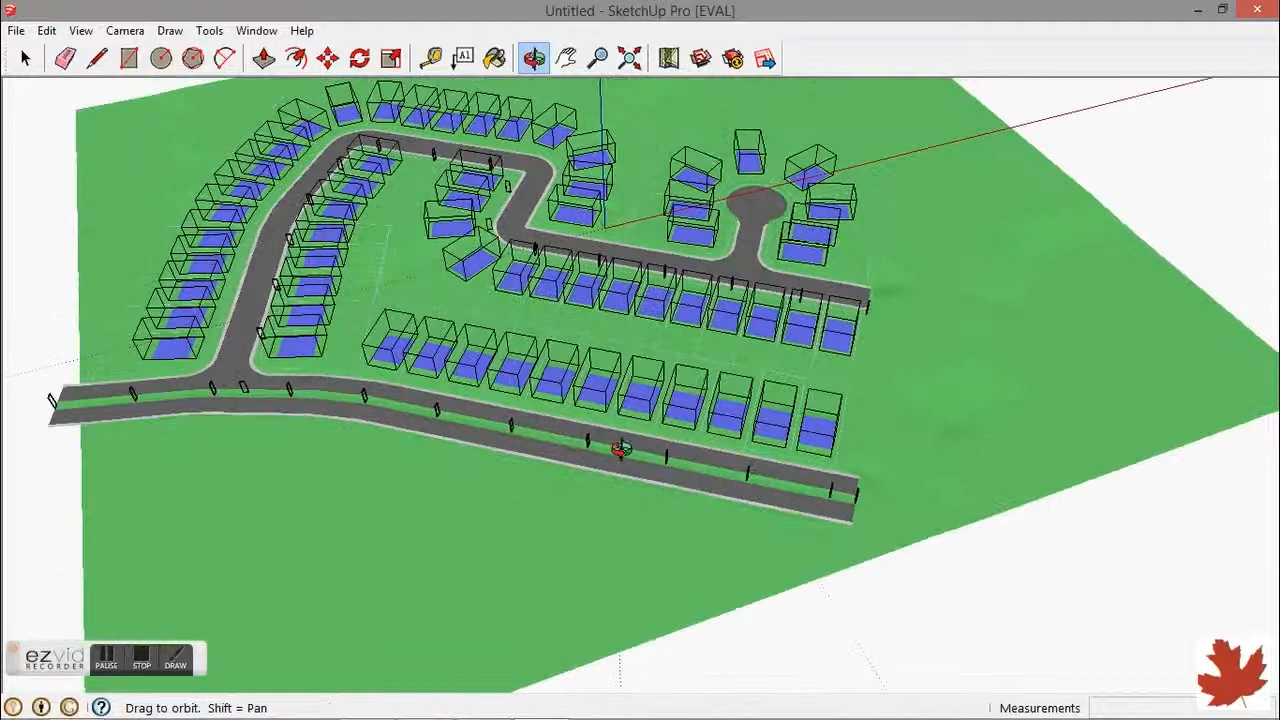 Untitled - SketchUp Pro [EVAL]
File Edit View Camera Draw Tools Window Help
A1
ezvid
RECORDER
PAUSE STOP DRAW
Drag to orbit. Shift = Pan
Measurements